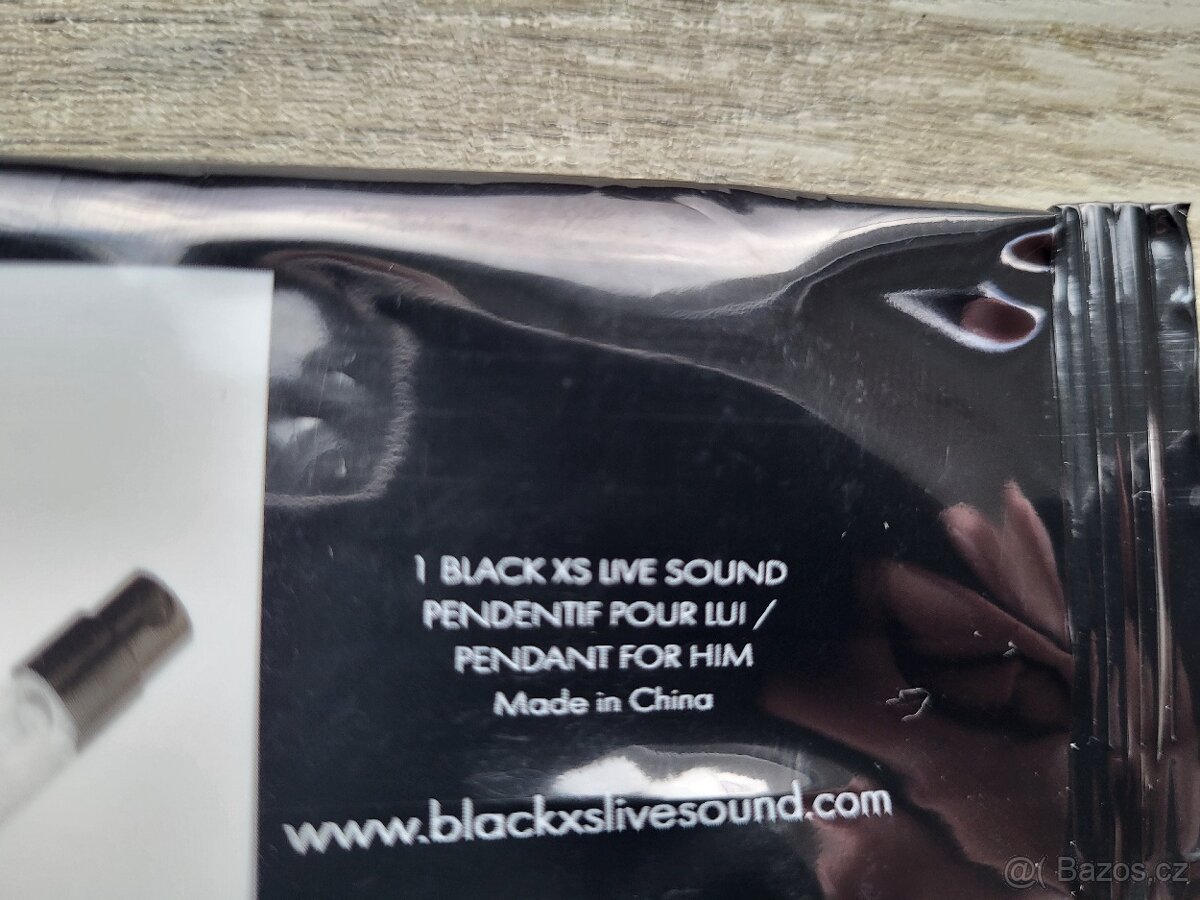 1 BLACK XS LIVE SOUND
PENDENTIF POUR LUI /
PENDANT FOR HIM
Made in China
www.blackxslivesound.com
@( Bazos.cz